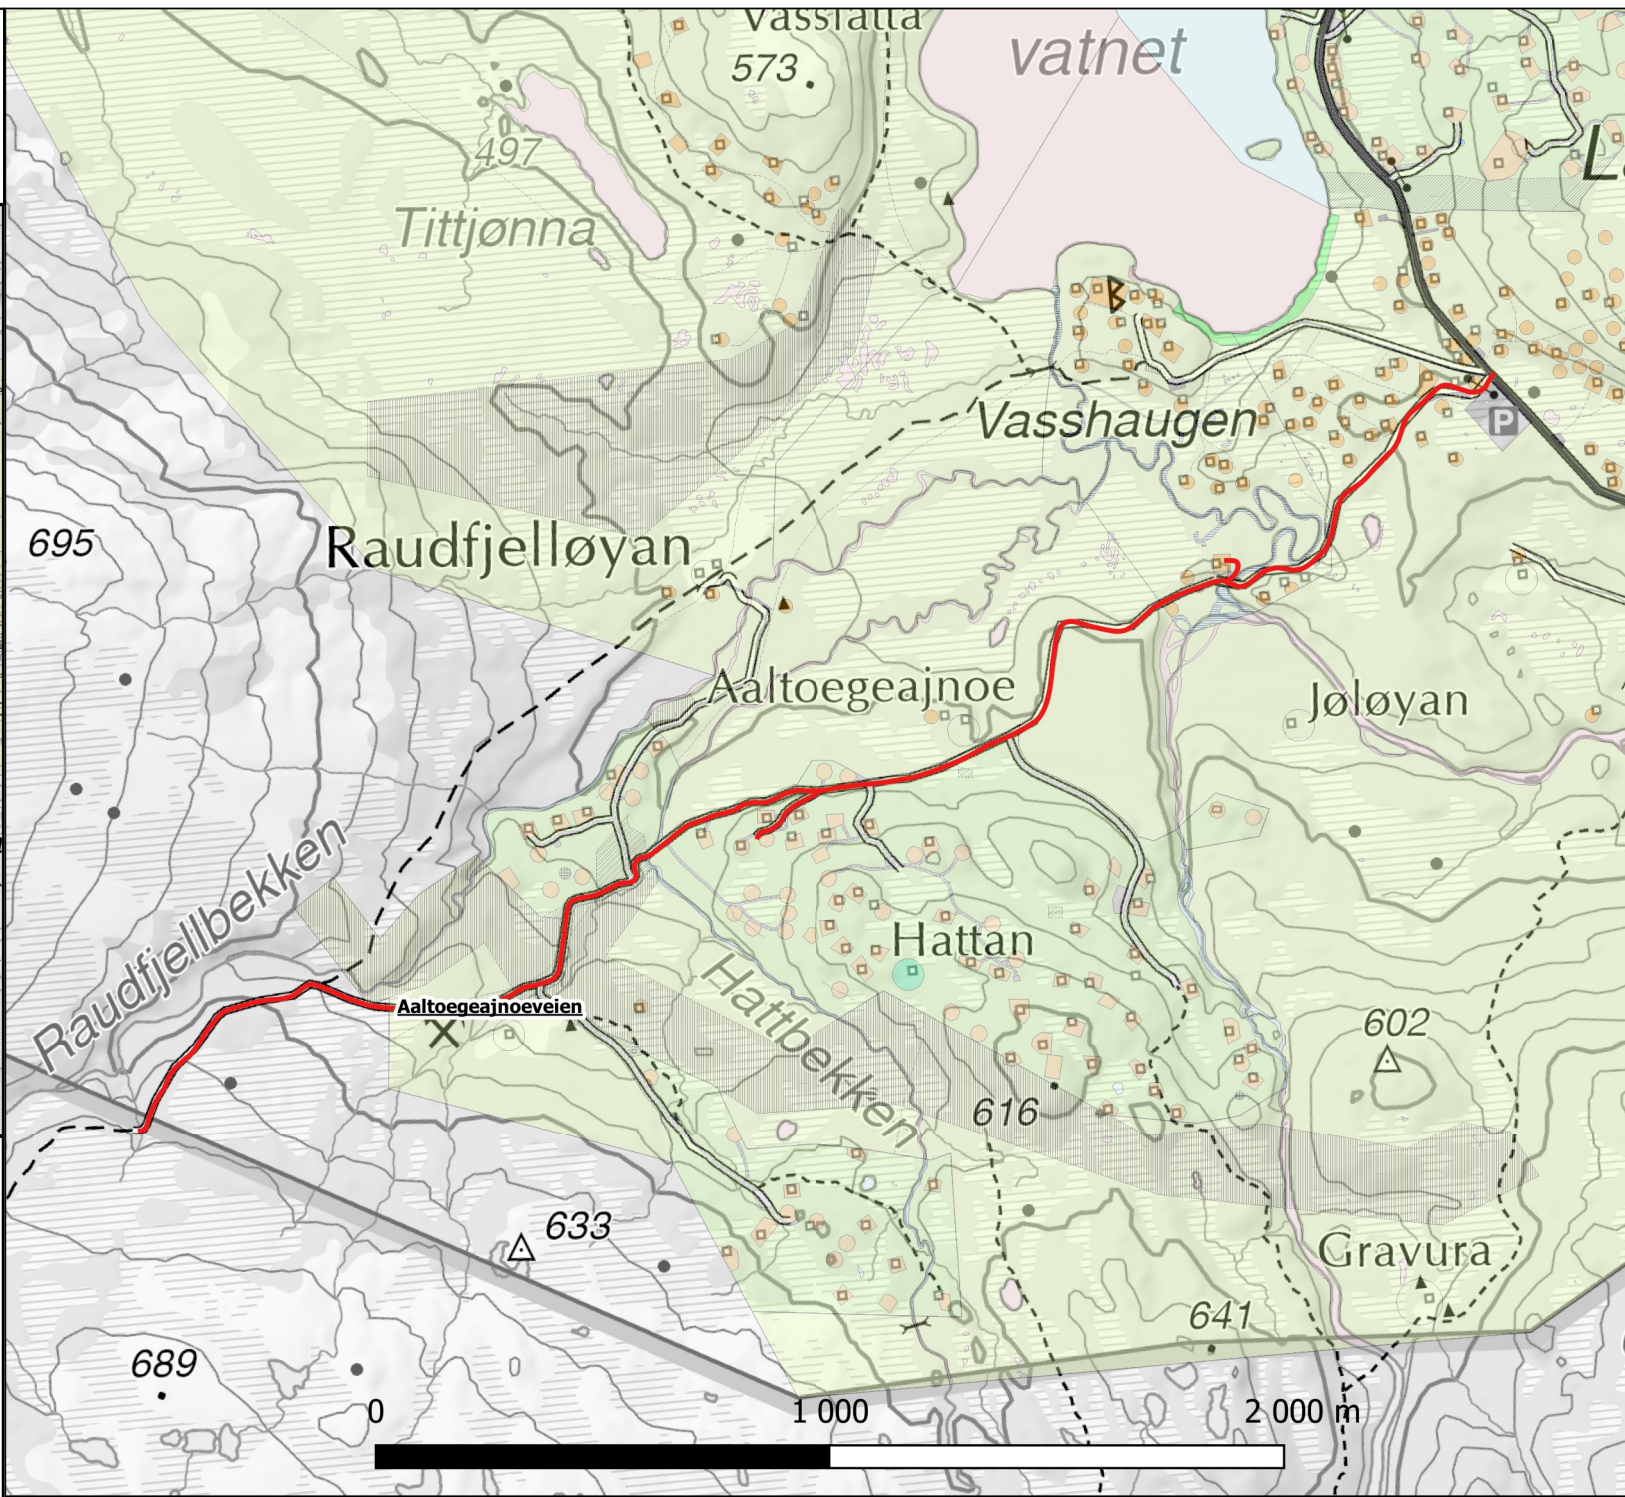 Vassfatta
vatnet
573
497
Tittjønna
B
Vasshaugen
P
695
Raudfjelløyan
Aaltoegeajnoe
Jøløyan
Raudfjellbekken
Hattan
Aaltoegeajnoeveien
Hattbekken
602
616
633
Gravura
641
689
0 1 000 2 000 m